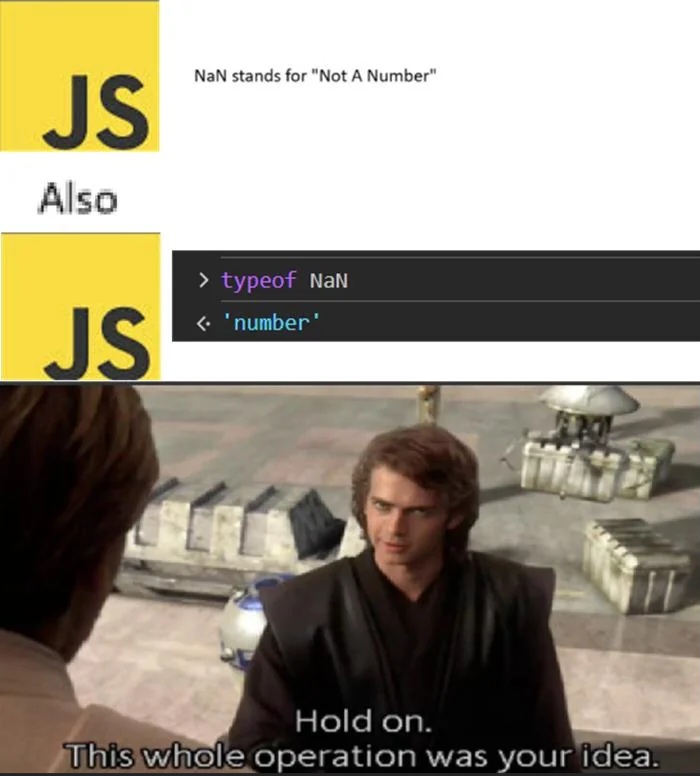 JS
NaN stands for "Not A Number"
Also
JS
> typeof NaN
<· 'number'
Hold on.
This whole operation was your idea.